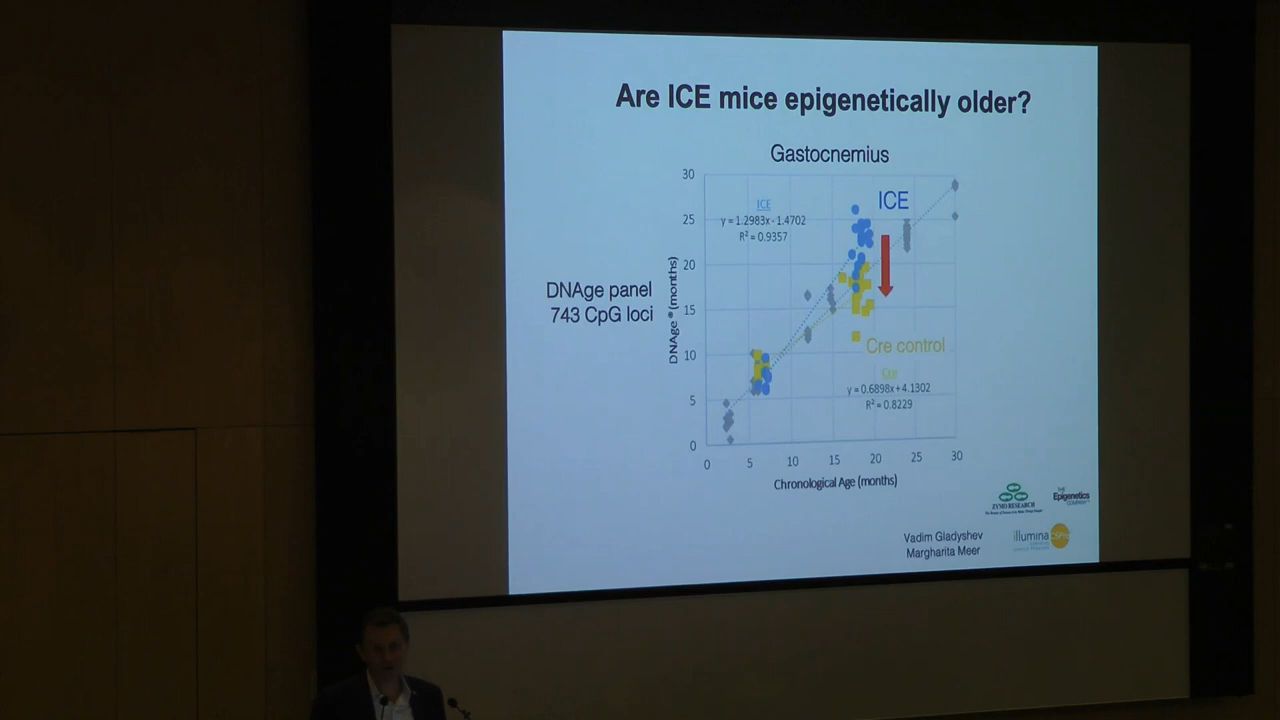 Are ICE mice epigenetically older?
Gastocnemius
DNAge panel
743 CpG loci
DNAge ® (months)
30
25
20
15
10
5
0
ICE
y = 1.2983x - 1.4702
R² = 0.9357
ICE
Cre control
Cre
y = 0.6898x + 4.1302
R² = 0.8229
0 5 10 15 20 25 30
Chronological Age (months)
ZYMO RESEARCH
THE
Epigenetics
COMPANY
Vadim Gladyshev
Margharita Meer
illumina
CSPro